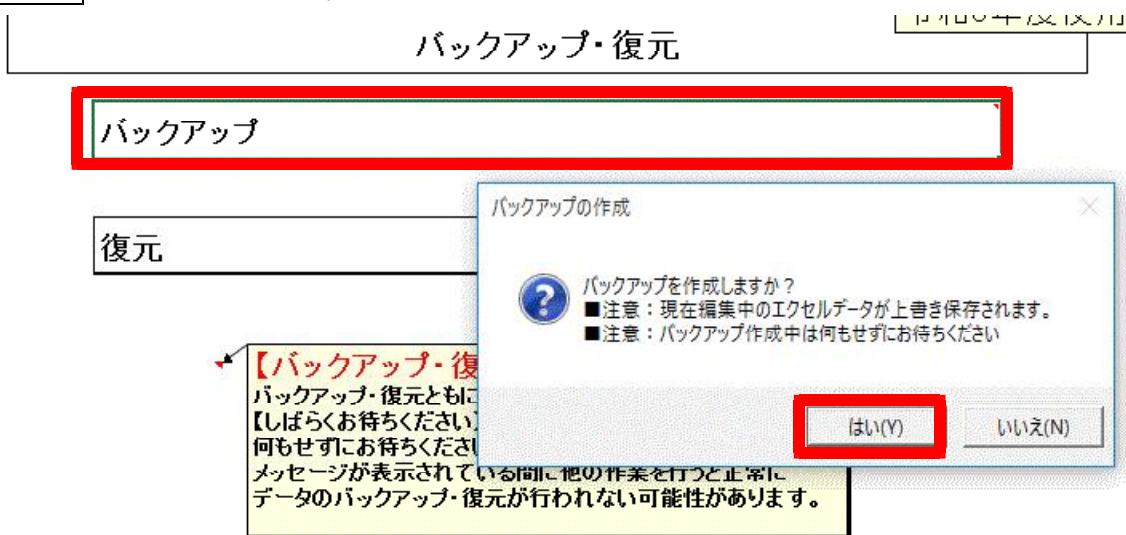 バックアップ・復元
バックアップ
復元
バックアップの作成
バックアップを作成しますか？
■注意：現在編集中のエクセルデータが上書き保存されます。
■注意：バックアップ作成中は何もせずにお待ちください
はい(Y)
いいえ(N)
【バックアップ・復
バックアップ・復元ともに
【しばらくお待ちください】
何もせずにお待ちくださ
メッセージが表示されている間に他の作業を行うと正常に
データのバックアップ・復元が行われない可能性があります。